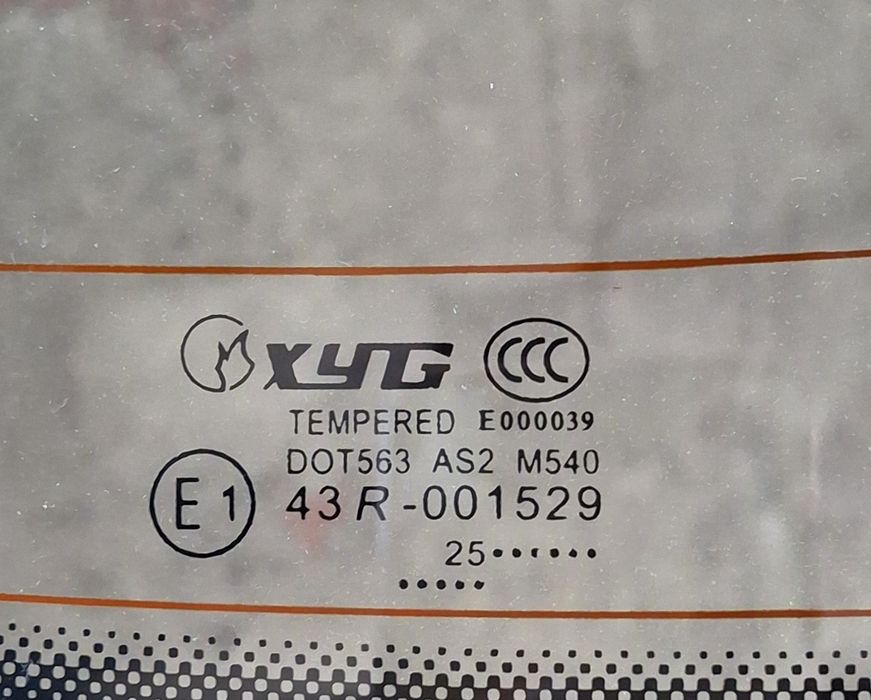 XYG CCC
TEMPERED E000039
DOT563 AS2 M540
E1 43R-001529
25••••••
•••••